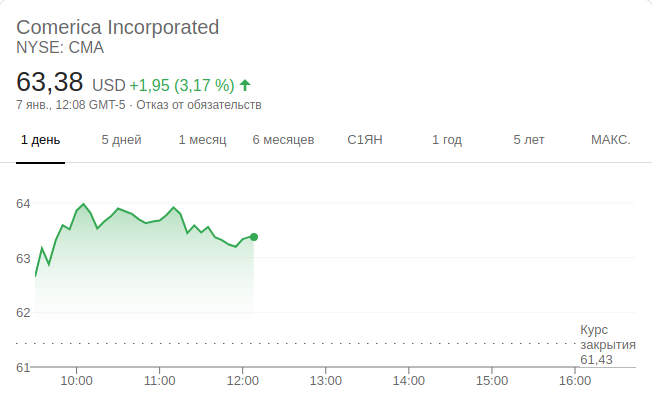 Comerica Incorporated
NYSE: CMA
63,38 USD +1,95 (3,17 %)
7 янв., 12:08 GMT-5 · Отказ от обязательств
1 день 5 дней 1 месяц 6 месяцев С1ЯН 1 год 5 лет МАКС.
64
63
62
Курс
закрытия
61,43
61
10:00 11:00 12:00 13:00 14:00 15:00 16:00